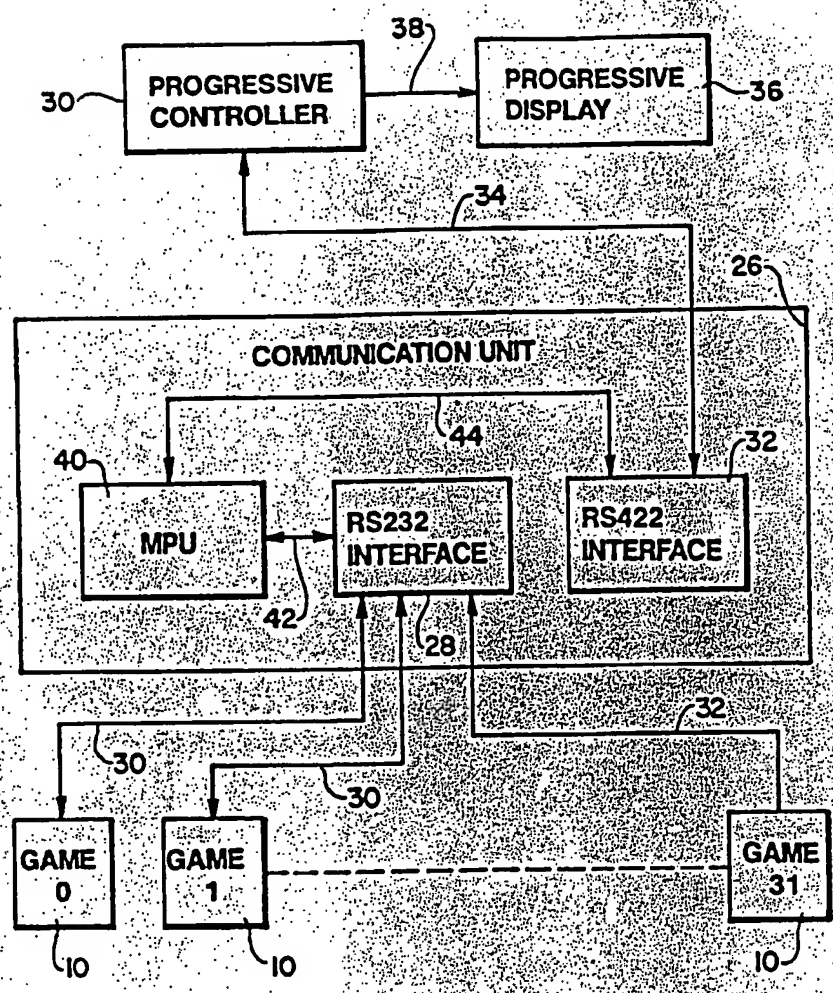 38
30
PROGRESSIVE
CONTROLLER
PROGRESSIVE
DISPLAY
36
34
26
COMMUNICATION UNIT
44
40
MPU
42
RS232
INTERFACE
28
RS422
INTERFACE
32
30
30
32
GAME
0
10
GAME
1
10
GAME
31
10